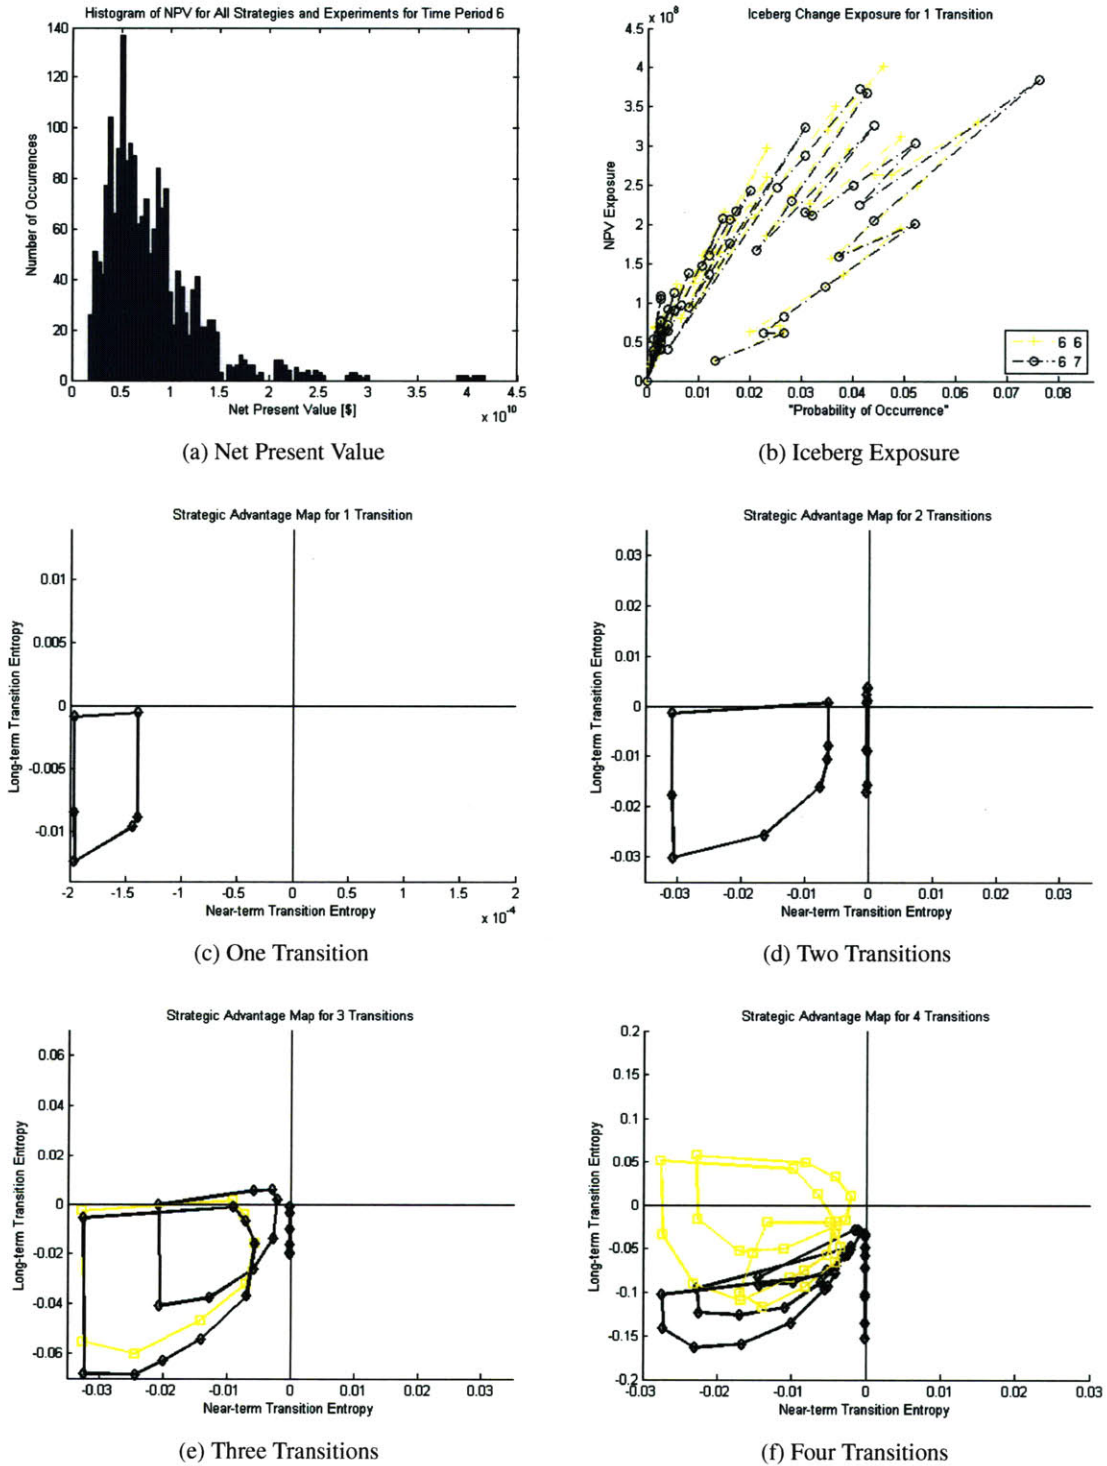 Histogram of NPV for All Strategies and Experiments for Time Period 6
140
120
100
80
60
40
20
0
Number of Occurrences
0 0.5 1 1.5 2 2.5 3 3.5 4 4.5
Net Present Value [$]
x 10^10
(a) Net Present Value
Iceberg Change Exposure for 1 Transition
x 10^8
4.5
4
3.5
3
2.5
2
1.5
1
0.5
0
NPV Exposure
0 0.01 0.02 0.03 0.04 0.05 0.06 0.07 0.08
"Probability of Occurrence"
6 6
6 7
(b) Iceberg Exposure
Strategic Advantage Map for 1 Transition
0.01
0.005
0
-0.005
-0.01
Long-term Transition Entropy
-2 -1.5 -1 -0.5 0 0.5 1 1.5 2
Near-term Transition Entropy
x 10^-4
(c) One Transition
Strategic Advantage Map for 2 Transitions
0.03
0.02
0.01
0
-0.01
-0.02
-0.03
Long-term Transition Entropy
-0.03 -0.02 -0.01 0 0.01 0.02 0.03
Near-term Transition Entropy
(d) Two Transitions
Strategic Advantage Map for 3 Transitions
0.06
0.04
0.02
0
-0.02
-0.04
-0.06
Long-term Transition Entropy
-0.03 -0.02 -0.01 0 0.01 0.02 0.03
Near-term Transition Entropy
(e) Three Transitions
Strategic Advantage Map for 4 Transitions
0.2
0.15
0.1
0.05
0
-0.05
-0.1
-0.15
-0.2
Long-term Transition Entropy
-0.03 -0.02 -0.01 0 0.01 0.02 0.03
Near-term Transition Entropy
(f) Four Transitions